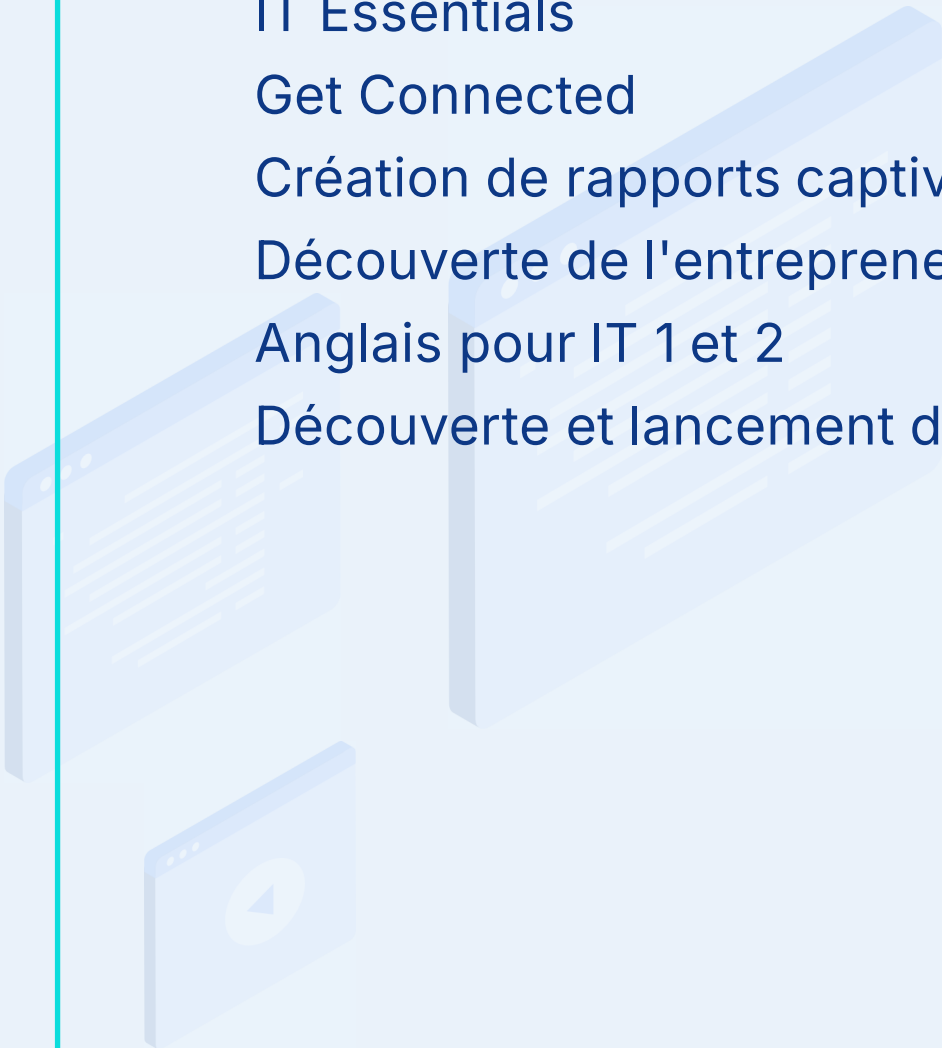 IT Essentials
Get Connected
Création de rapports captiv
Découverte de l'entreprene
Anglais pour IT 1 et 2
Découverte et lancement d